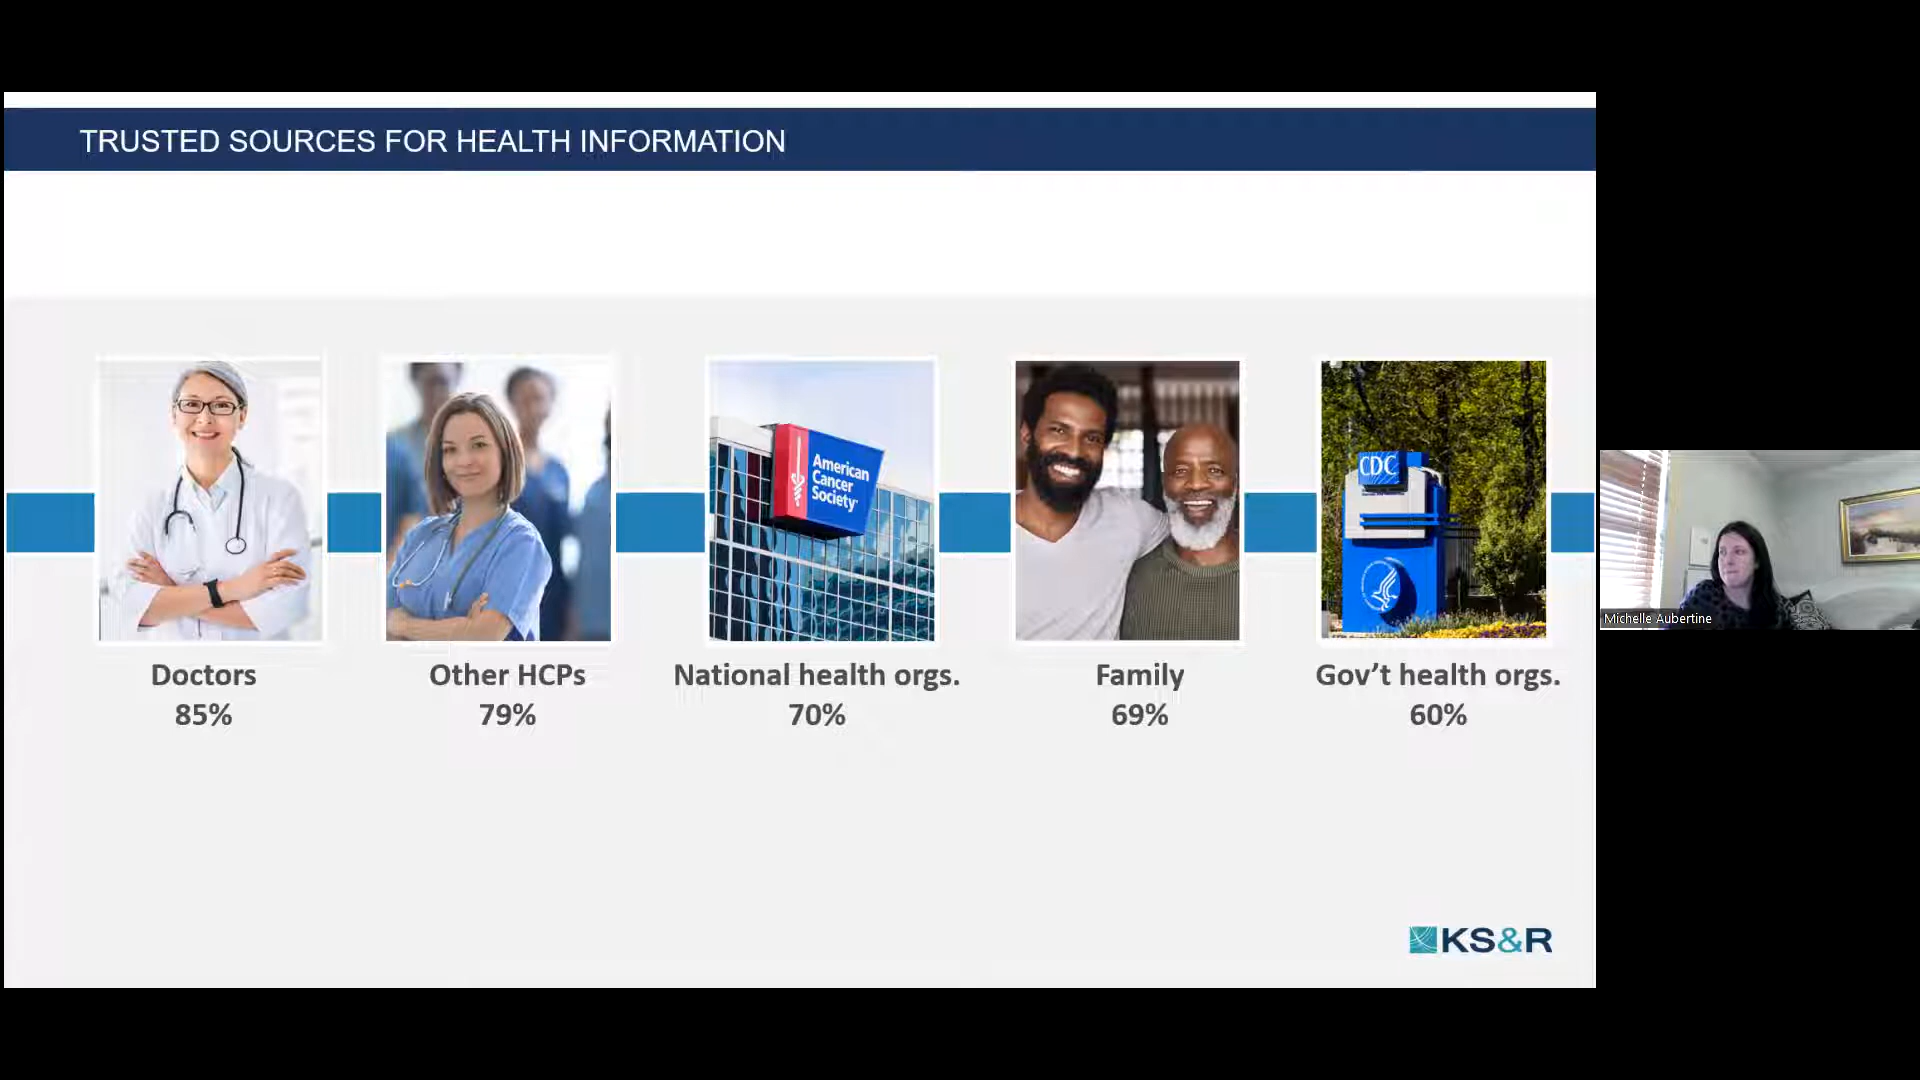 TRUSTED SOURCES FOR HEALTH INFORMATION
American
Cancer
Society
CDC
Michelle Aubertine
Doctors
85%
Other HCPs
79%
National health orgs.
70%
Family
69%
Gov’t health orgs.
60%
KS&R